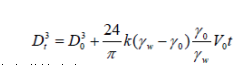 D_t^3 = D_0^3 + \frac{24}{\pi} k(\gamma_w - \gamma_0) \frac{\gamma_0}{\gamma_w} V_0 t